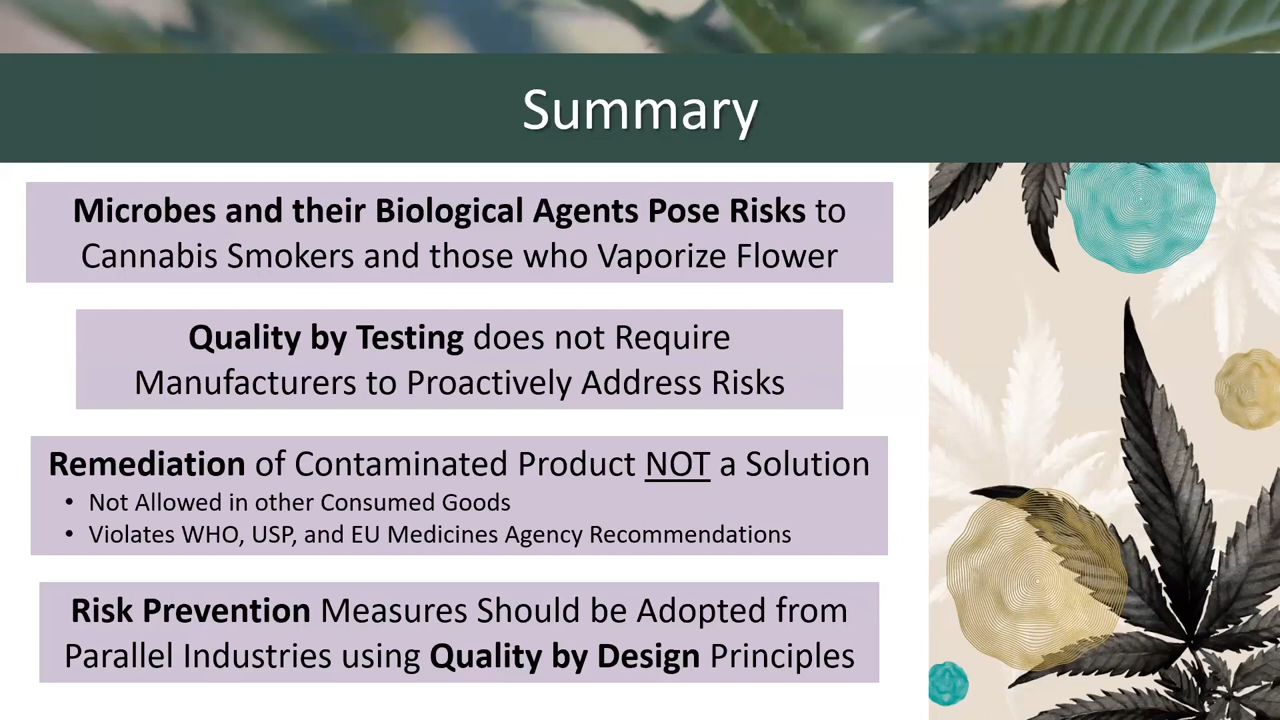 Summary
Microbes and their Biological Agents Pose Risks to
Cannabis Smokers and those who Vaporize Flower
Quality by Testing does not Require
Manufacturers to Proactively Address Risks
Remediation of Contaminated Product NOT a Solution
• Not Allowed in other Consumed Goods
• Violates WHO, USP, and EU Medicines Agency Recommendations
Risk Prevention Measures Should be Adopted from
Parallel Industries using Quality by Design Principles